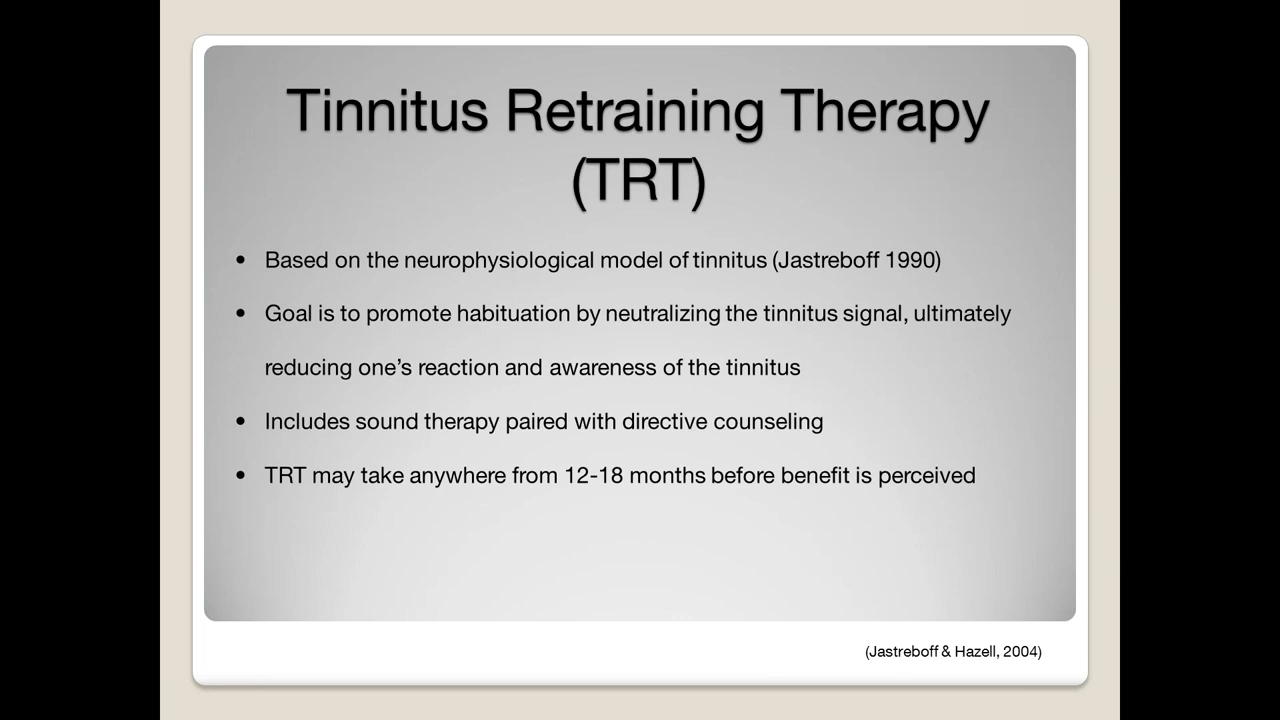 Tinnitus Retraining Therapy
(TRT)
• Based on the neurophysiological model of tinnitus (Jastreboff 1990)
• Goal is to promote habituation by neutralizing the tinnitus signal, ultimately
reducing one’s reaction and awareness of the tinnitus
• Includes sound therapy paired with directive counseling
• TRT may take anywhere from 12-18 months before benefit is perceived
(Jastreboff & Hazell, 2004)